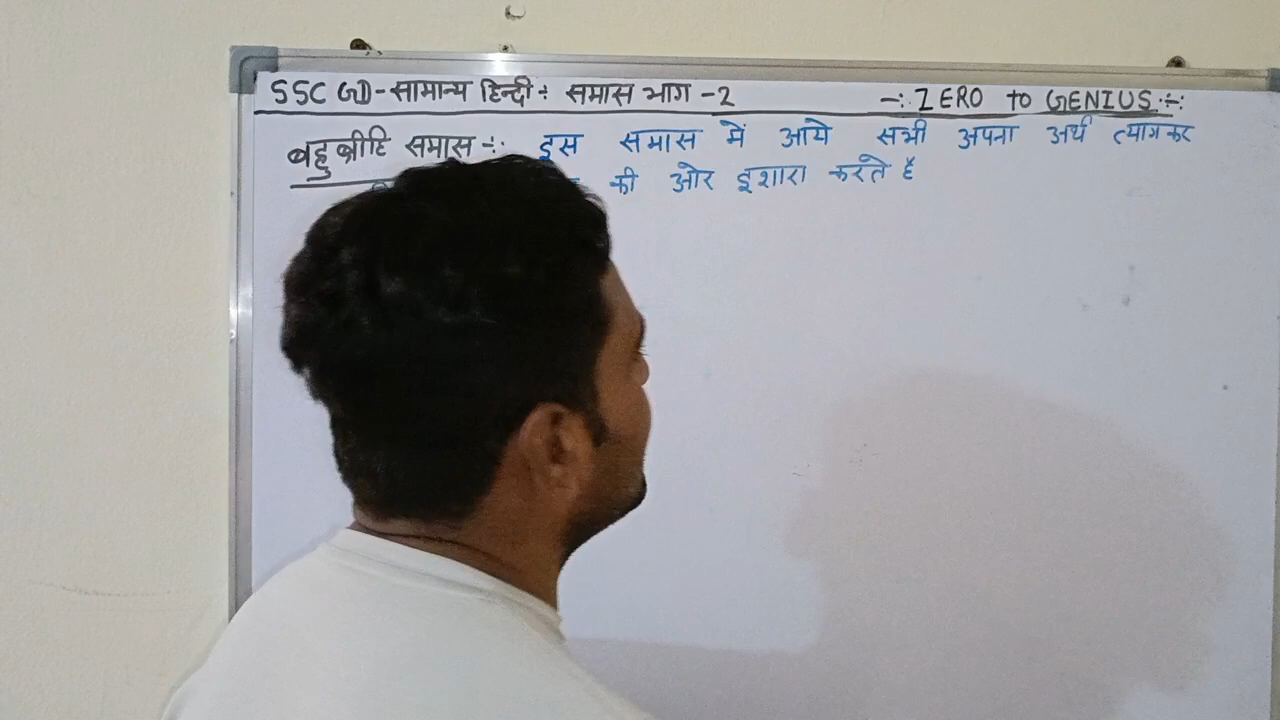 SSC GD-सामान्य हिन्दी ÷ समास भाग -2 -: ZERO to GENIUS :-
बहुब्रीहि समास -: इस समास में आये सभी अपना अर्थ त्यागकर
की ओर इशारा करते है